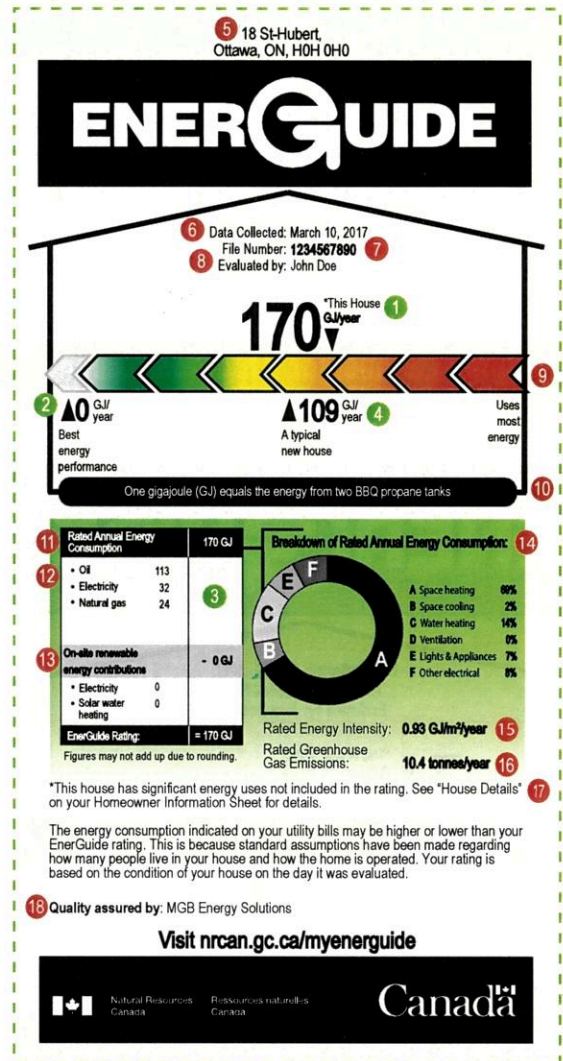 5 18 St-Hubert,
Ottawa, ON, H0H 0H0
ENERGUIDE
6 Data Collected: March 10, 2017
File Number: 1234567890 7
8 Evaluated by: John Doe
170 *This House
GJ/year 1
9
2 0 GJ/year
Best energy performance
109 GJ/year 4
A typical new house
Uses most energy
One gigajoule (GJ) equals the energy from two BBQ propane tanks 10
11 Rated Annual Energy Consumption 170 GJ
12 • Oil 113
• Electricity 32
• Natural gas 24
3
13 On-site renewable energy contributions - 0 GJ
• Electricity 0
• Solar water heating 0
EnerGuide Rating: = 170 GJ
Figures may not add up due to rounding.
Breakdown of Rated Annual Energy Consumption: 14
A
B
C
E
F
A Space heating 69%
B Space cooling 2%
C Water heating 14%
D Ventilation 0%
E Lights & Appliances 7%
F Other electrical 8%
Rated Energy Intensity: 0.93 GJ/m²/year 15
Rated Greenhouse
Gas Emissions: 10.4 tonnes/year 16
*This house has significant energy uses not included in the rating. See "House Details" 17
on your Homeowner Information Sheet for details.
The energy consumption indicated on your utility bills may be higher or lower than your
EnerGuide rating. This is because standard assumptions have been made regarding
how many people live in your house and how the home is operated. Your rating is
based on the condition of your house on the day it was evaluated.
18 Quality assured by: MGB Energy Solutions
Visit nrcan.gc.ca/myenerguide
Natural Resources Canada
Ressources naturelles Canada
Canada